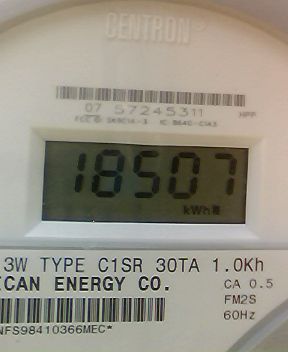 CENTRON®
07 57245311 HPP
18507
kWh
3W TYPE C1SR 30TA 1.0Kh
ICAN ENERGY CO. CA 0.5
FM2S
NFS98410366MEC* 60Hz